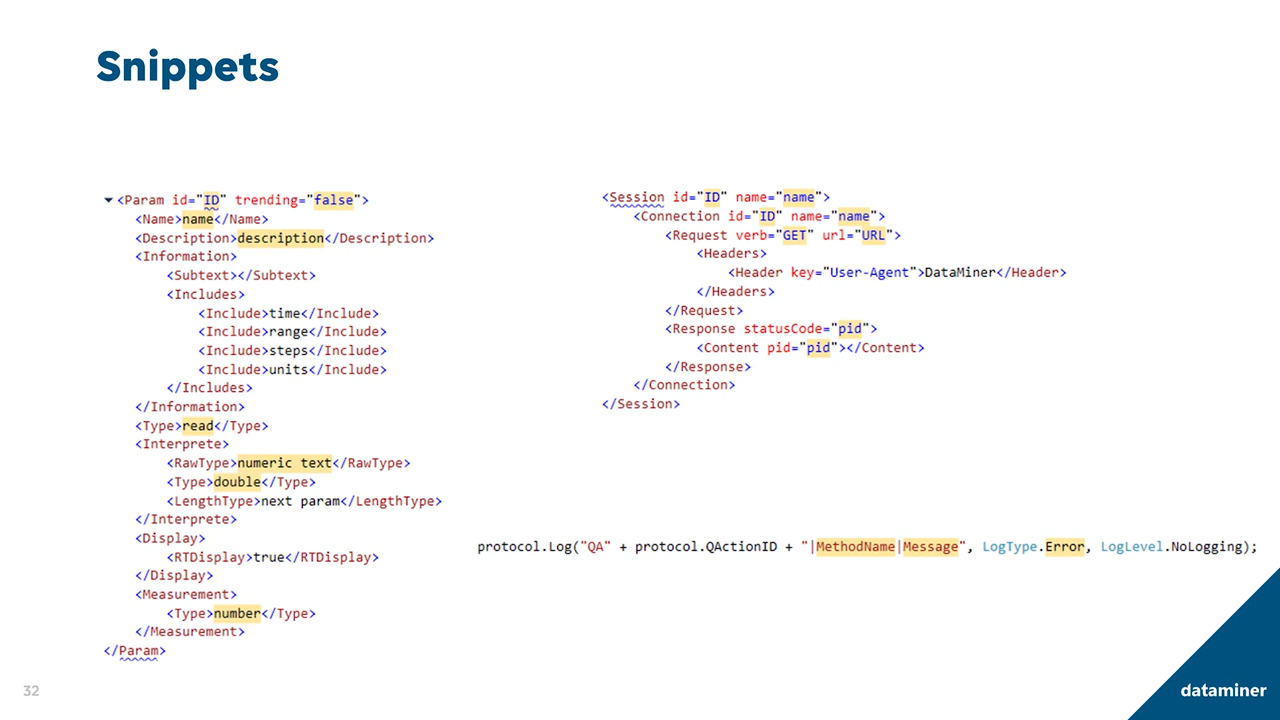 Snippets
<Param id="ID" trending="false">
<Name>name</Name>
<Description>description</Description>
<Information>
<Subtext></Subtext>
<Includes>
<Include>time</Include>
<Include>range</Include>
<Include>steps</Include>
<Include>units</Include>
</Includes>
</Information>
<Type>read</Type>
<Interprete>
<RawType>numeric text</RawType>
<Type>double</Type>
<LengthType>next param</LengthType>
</Interprete>
<Display>
<RTDisplay>true</RTDisplay>
</Display>
<Measurement>
<Type>number</Type>
</Measurement>
</Param>
<Session id="ID" name="name">
<Connection id="ID" name="name">
<Request verb="GET" url="URL">
<Headers>
<Header key="User-Agent">DataMiner</Header>
</Headers>
</Request>
<Response statusCode="pid">
<Content pid="pid"></Content>
</Response>
</Connection>
</Session>
protocol.Log("QA" + protocol.QActionID + "|MethodName|Message", LogType.Error, LogLevel.NoLogging);
32
dataminer